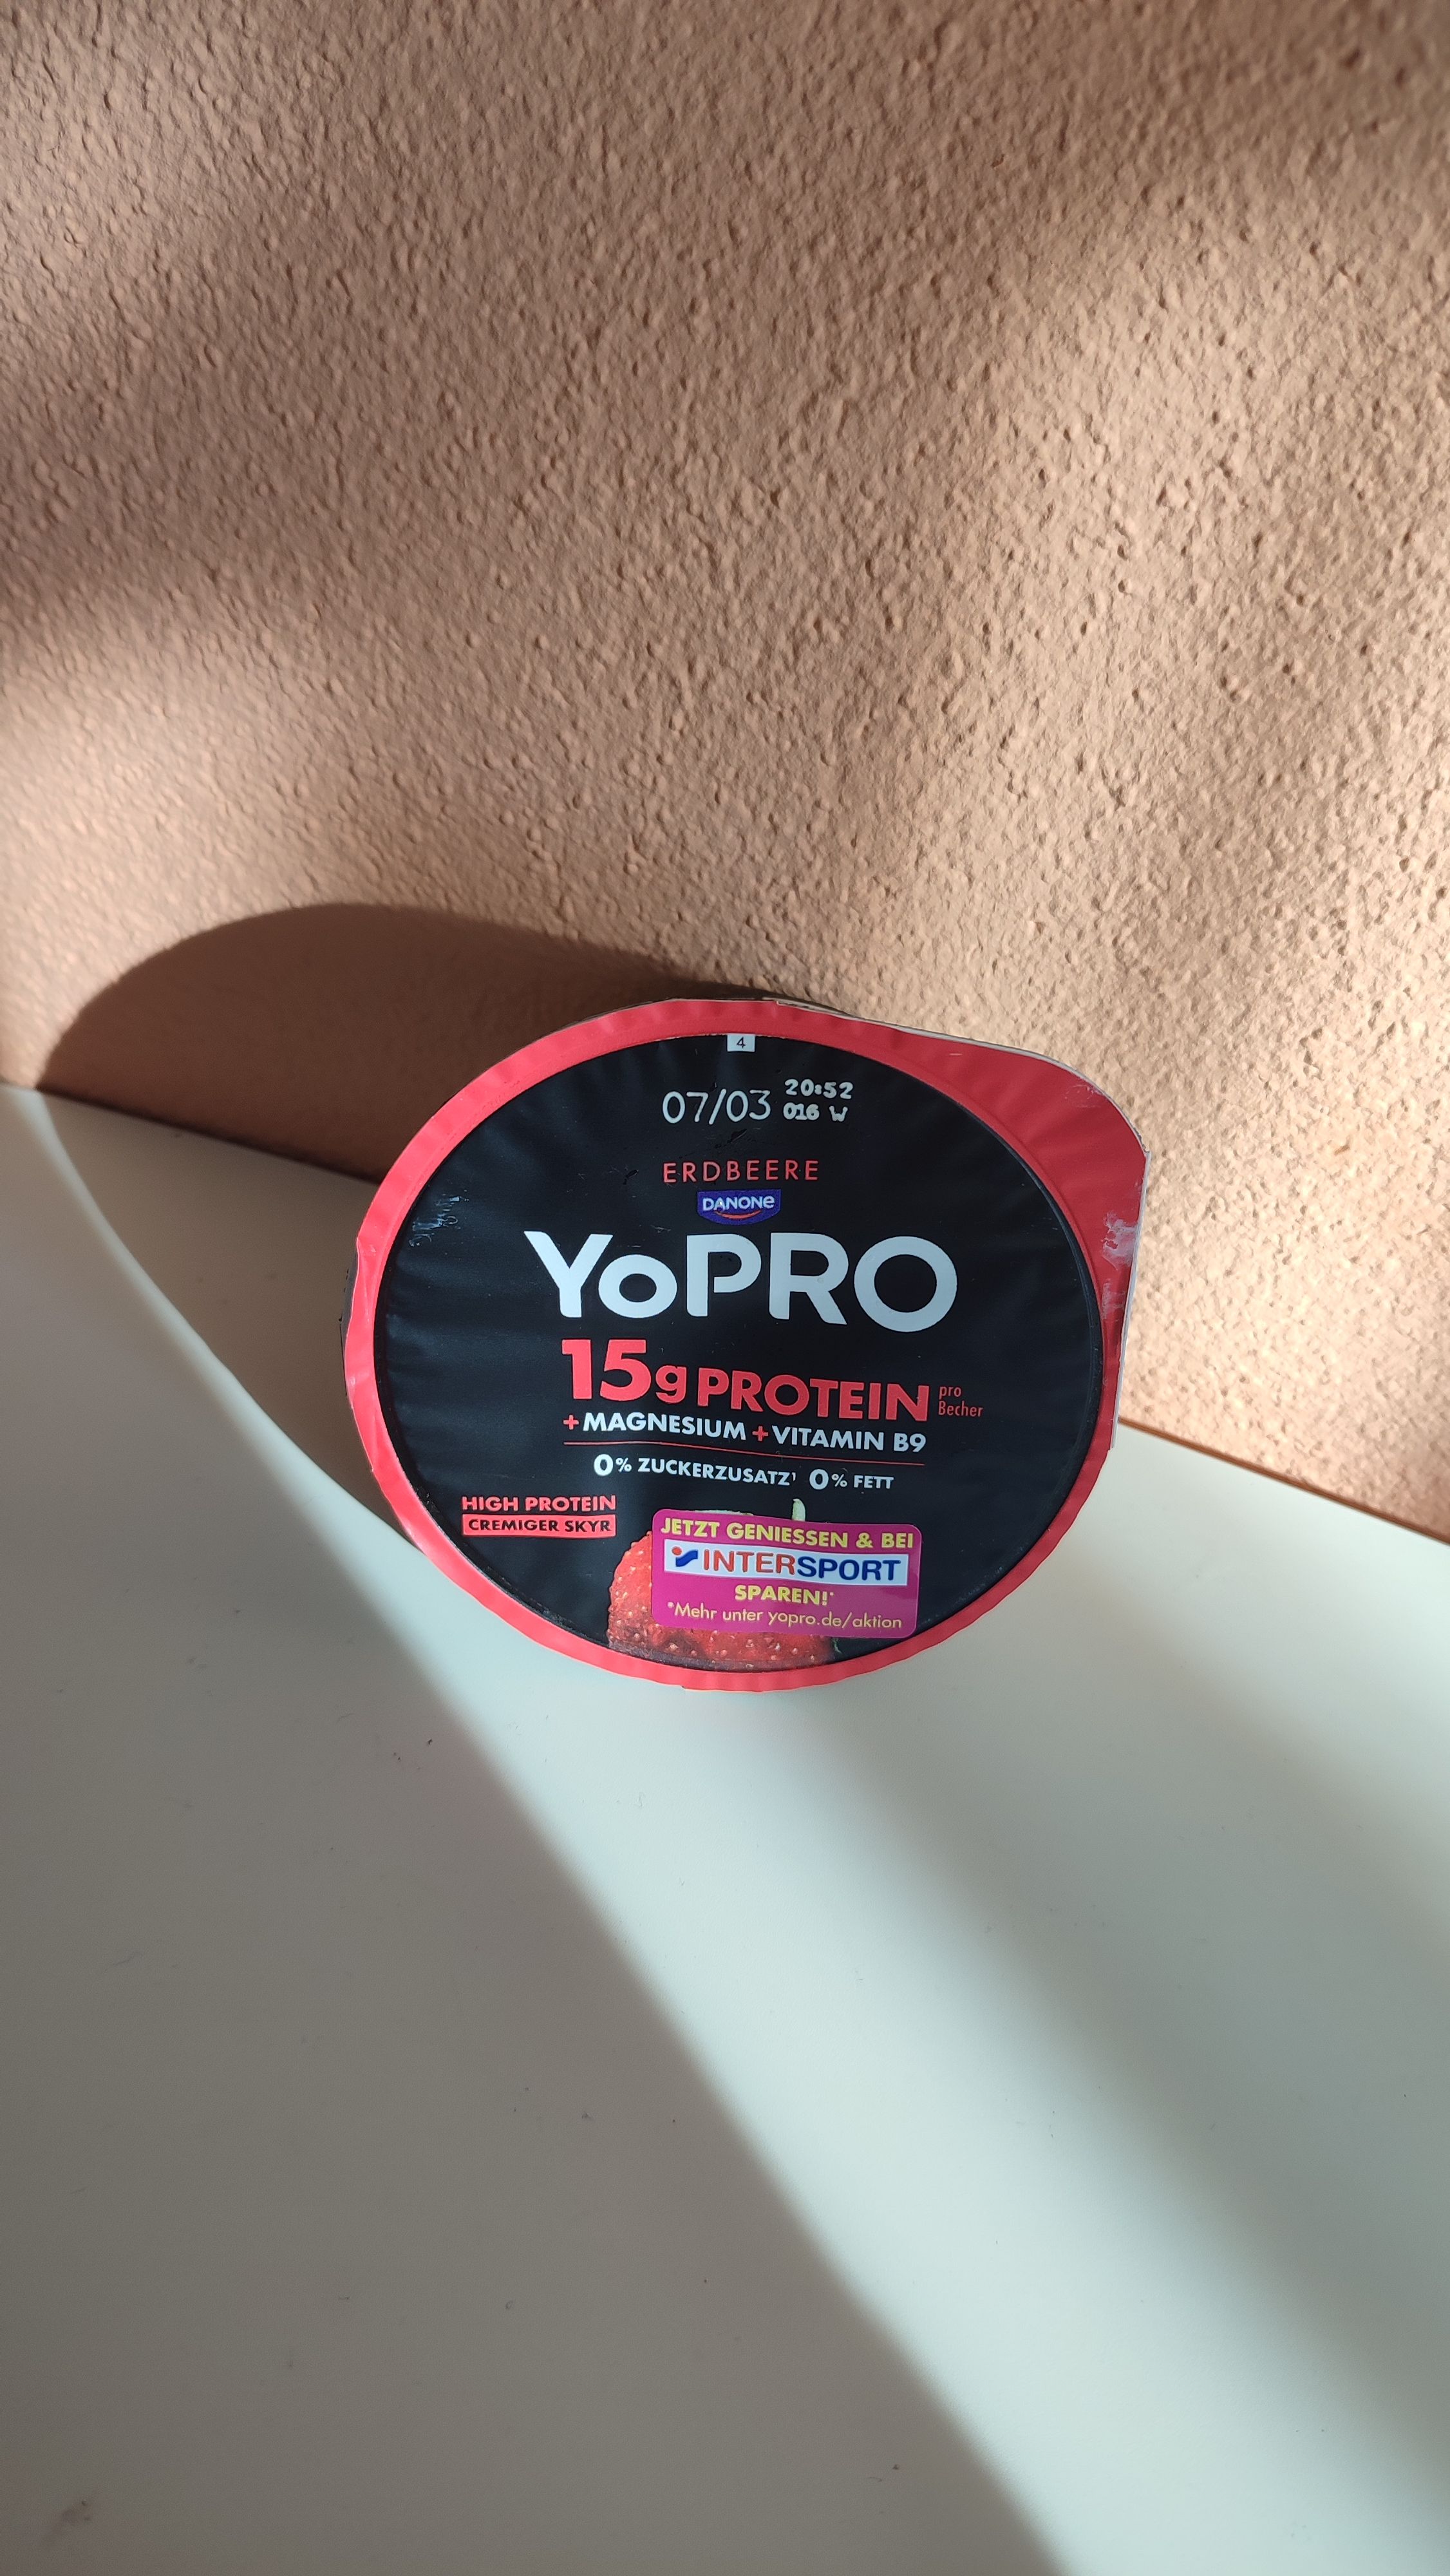 4
07/03 20:52
016 W
ERDBEERE
DANONE
YoPRO
15g PROTEIN pro Becher
+MAGNESIUM +VITAMIN B9
0% ZUCKERZUSATZ¹ 0% FETT
HIGH PROTEIN
CREMIGER SKYR
JETZT GENIESSEN & BEI
INTERSPORT
SPAREN!*
*Mehr unter yopro.de/aktion